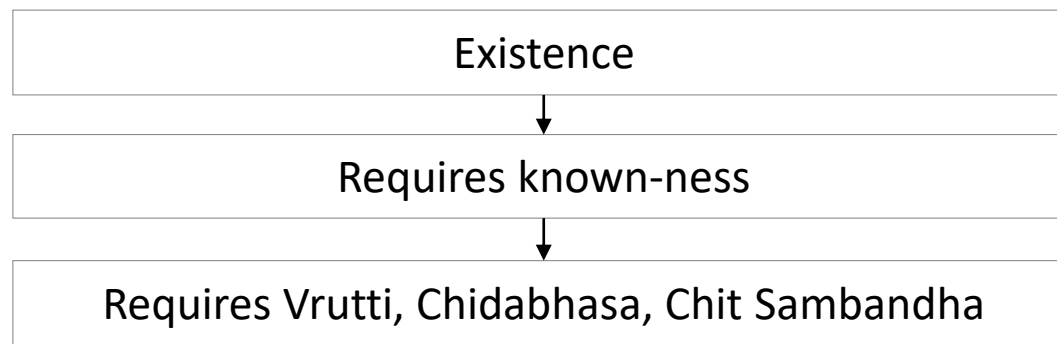 Existence
Requires known-ness
Requires Vrutti, Chidabhasa, Chit Sambandha